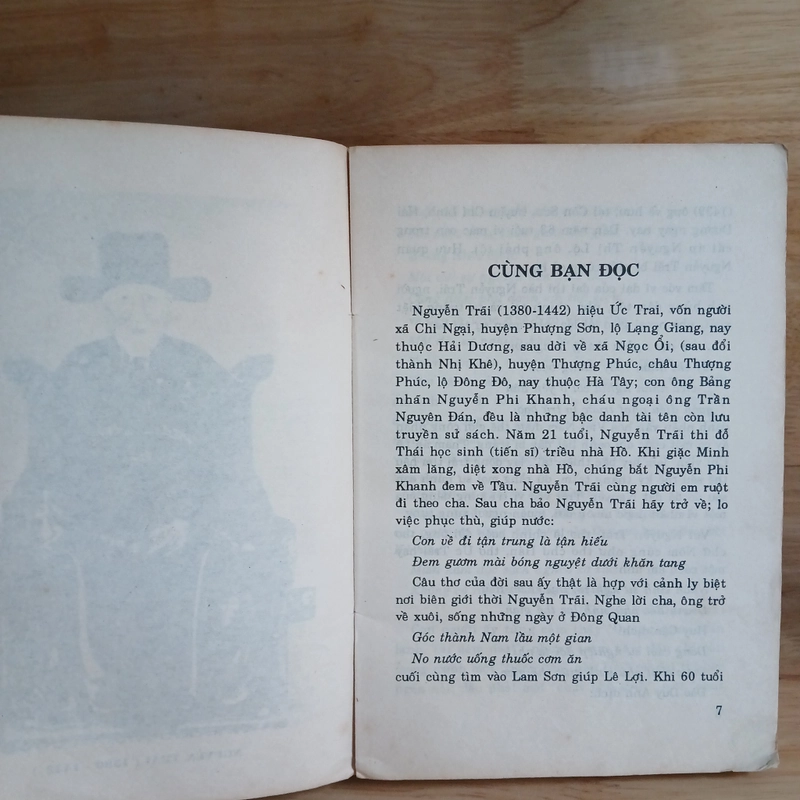 CÙNG BẠN ĐỌC
Nguyễn Trãi (1380-1442) hiệu Ức Trai, vốn người
xã Chi Ngại, huyện Phượng Sơn, lộ Lạng Giang, nay
thuộc Hải Dương, sau dời về xã Ngọc Ổi, (sau đổi
thành Nhị Khê), huyện Thượng Phúc, châu Thượng
Phúc, lộ Đông Đô, nay thuộc Hà Tây; con ông Bảng
nhãn Nguyễn Phi Khanh, cháu ngoại ông Trần
Nguyên Đán, đều là những bậc danh tài tên còn lưu
truyền sử sách. Năm 21 tuổi, Nguyễn Trãi thi đỗ
Thái học sinh (tiến sĩ) triều nhà Hồ. Khi giặc Minh
xâm lăng, diệt xong nhà Hồ, chúng bắt Nguyễn Phi
Khanh đem về Tầu. Nguyễn Trãi cùng người em ruột
đi theo cha. Sau cha bảo Nguyễn Trãi hãy trở về; lo
việc phục thù, giúp nước:
Con về đi tận trung là tận hiếu
Đem gươm mài bóng nguyệt dưới khăn tang
Câu thơ của đời sau ấy thật là hợp với cảnh ly biệt
nơi biên giới thời Nguyễn Trãi. Nghe lời cha, ông trở
về xuôi, sống những ngày ở Đông Quan
Góc thành Nam lầu một gian
No nước uống thuốc cơm ăn
cuối cùng tìm vào Lam Sơn giúp Lê Lợi. Khi 60 tuổi
7